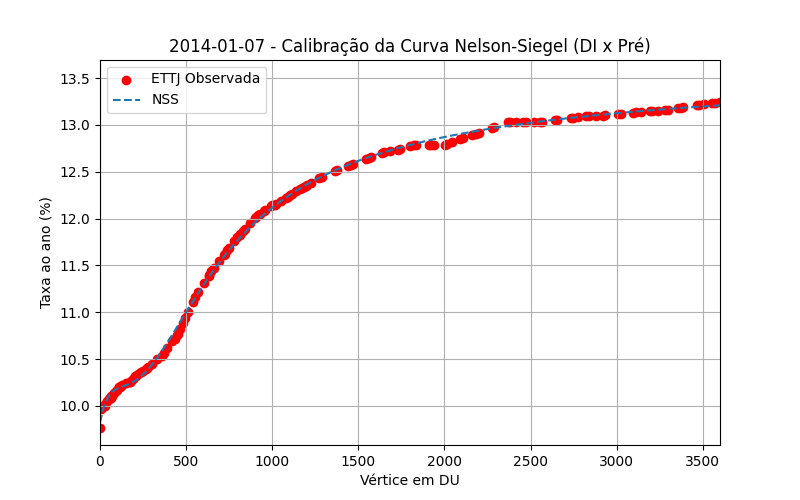 2014-01-07 - Calibração da Curva Nelson-Siegel (DI x Pré)
ETTJ Observada
NSS
Taxa ao ano (%)
13.5
13.0
12.5
12.0
11.5
11.0
10.5
10.0
0 500 1000 1500 2000 2500 3000 3500
Vértice em DU